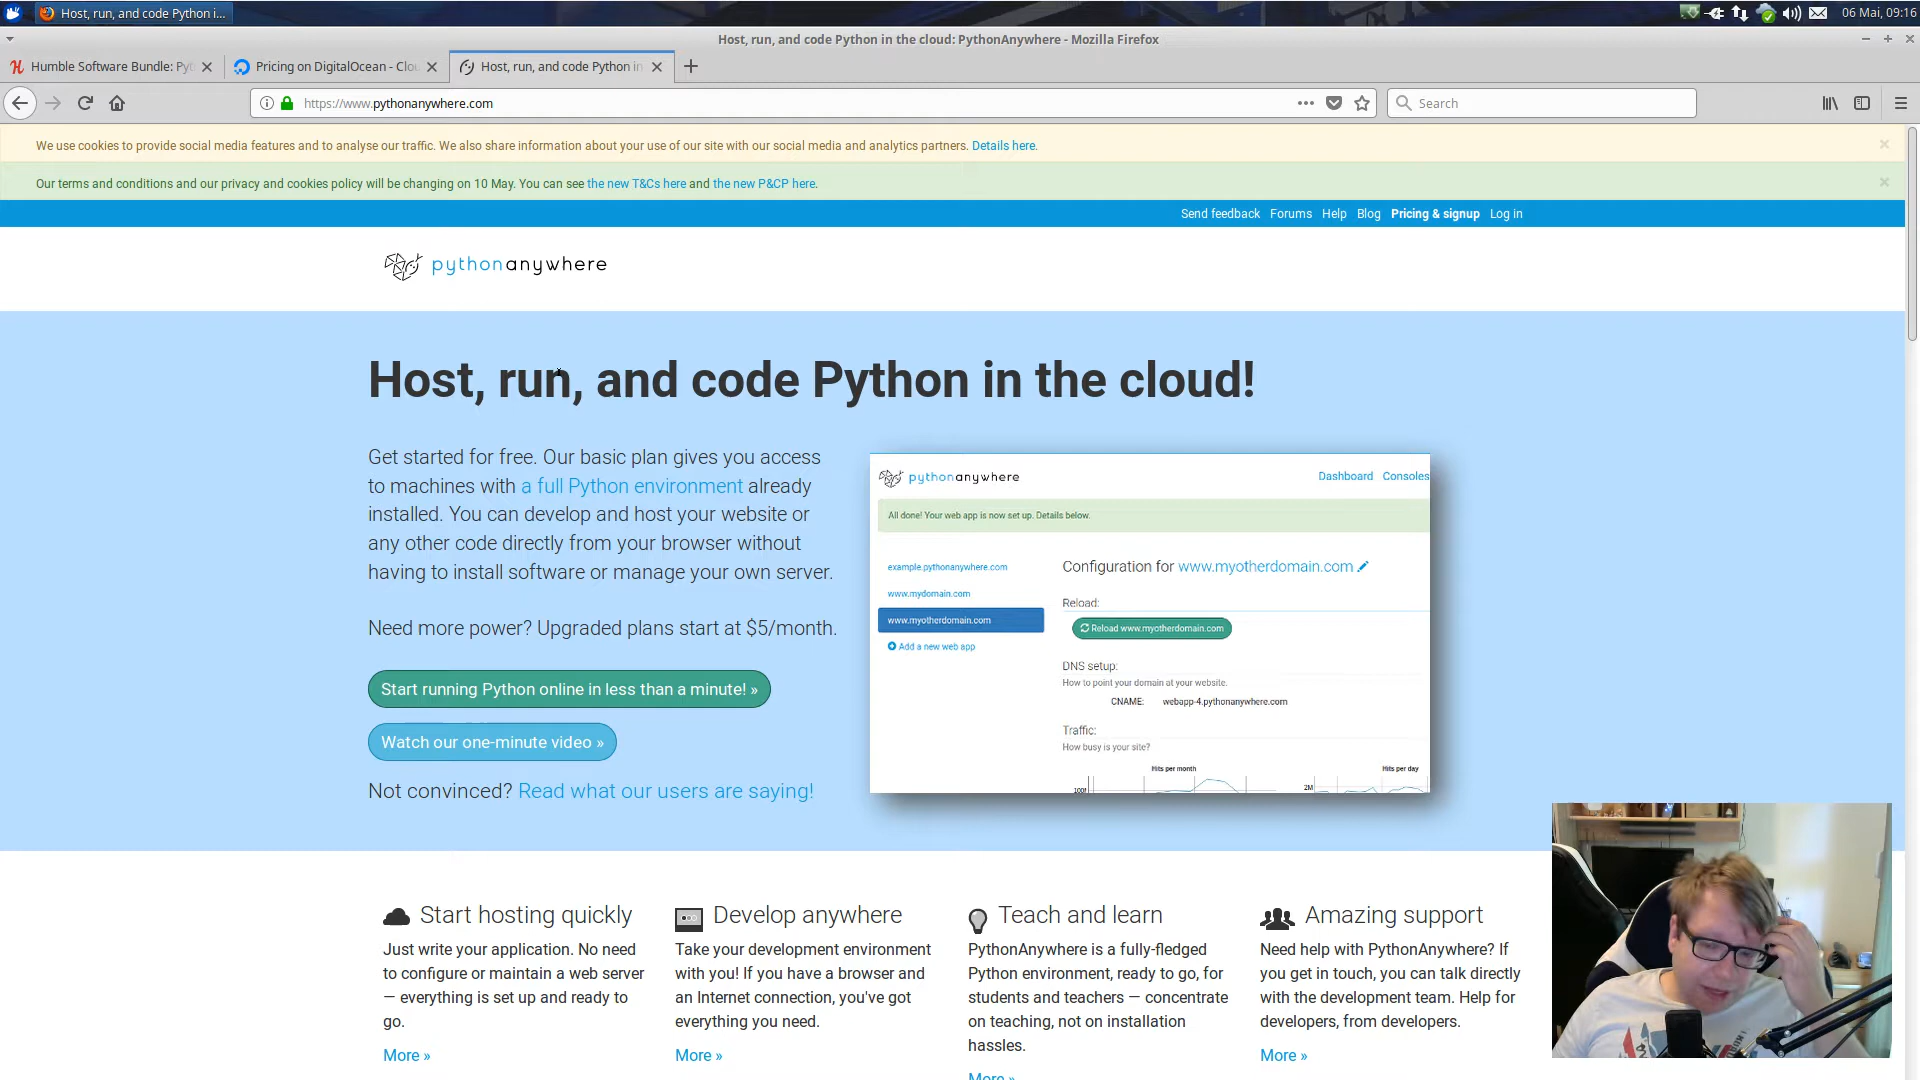 Host, run, and code Python i...
06 Mai, 09:16
Host, run, and code Python in the cloud: PythonAnywhere - Mozilla Firefox
Humble Software Bundle: Pyt
Pricing on DigitalOcean - Clou
Host, run, and code Python in
https://www.pythonanywhere.com
Search
We use cookies to provide social media features and to analyse our traffic. We also share information about your use of our site with our social media and analytics partners. Details here.
Our terms and conditions and our privacy and cookies policy will be changing on 10 May. You can see the new T&Cs here and the new P&CP here.
Send feedback Forums Help Blog Pricing & signup Log in
pythonanywhere
Host, run, and code Python in the cloud!
Get started for free. Our basic plan gives you access
to machines with a full Python environment already
installed. You can develop and host your website or
any other code directly from your browser without
having to install software or manage your own server.
Need more power? Upgraded plans start at $5/month.
Start running Python online in less than a minute! »
Watch our one-minute video »
Not convinced? Read what our users are saying!
pythonanywhere
Dashboard Consoles
All done! Your web app is now set up. Details below.
example.pythonanywhere.com
www.mydomain.com
www.myotherdomain.com
Add a new web app
Configuration for www.myotherdomain.com
Reload:
Reload www.myotherdomain.com
DNS setup:
How to point your domain at your website.
CNAME: webapp-4.pythonanywhere.com
Traffic:
How busy is your site?
Hits per month
Hits per day
2M
Start hosting quickly
Just write your application. No need
to configure or maintain a web server
— everything is set up and ready to
go.
More »
Develop anywhere
Take your development environment
with you! If you have a browser and
an Internet connection, you've got
everything you need.
More »
Teach and learn
PythonAnywhere is a fully-fledged
Python environment, ready to go, for
students and teachers — concentrate
on teaching, not on installation
hassles.
More »
Amazing support
Need help with PythonAnywhere? If
you get in touch, you can talk directly
with the development team. Help for
developers, from developers.
More »